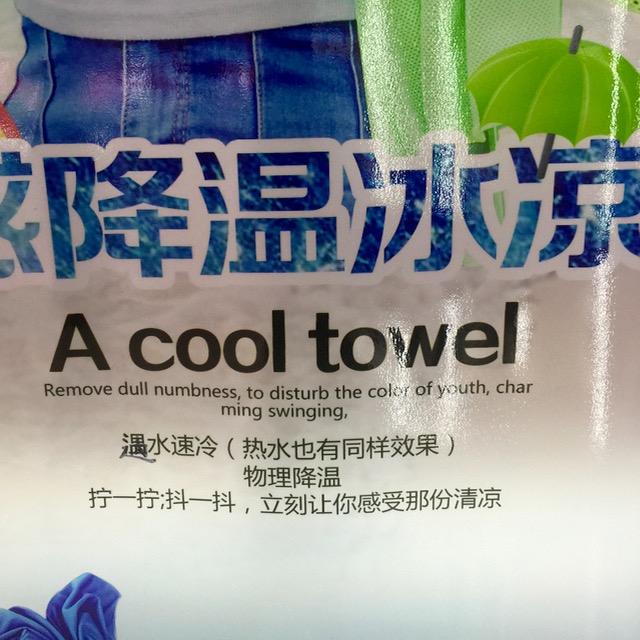 感降温冰凉
A cool towel
Remove dull numbness, to disturb the color of youth, char
ming swinging,
遇水速冷（热水也有同样效果）
物理降温
拧一拧;抖一抖，立刻让你感受那份清凉